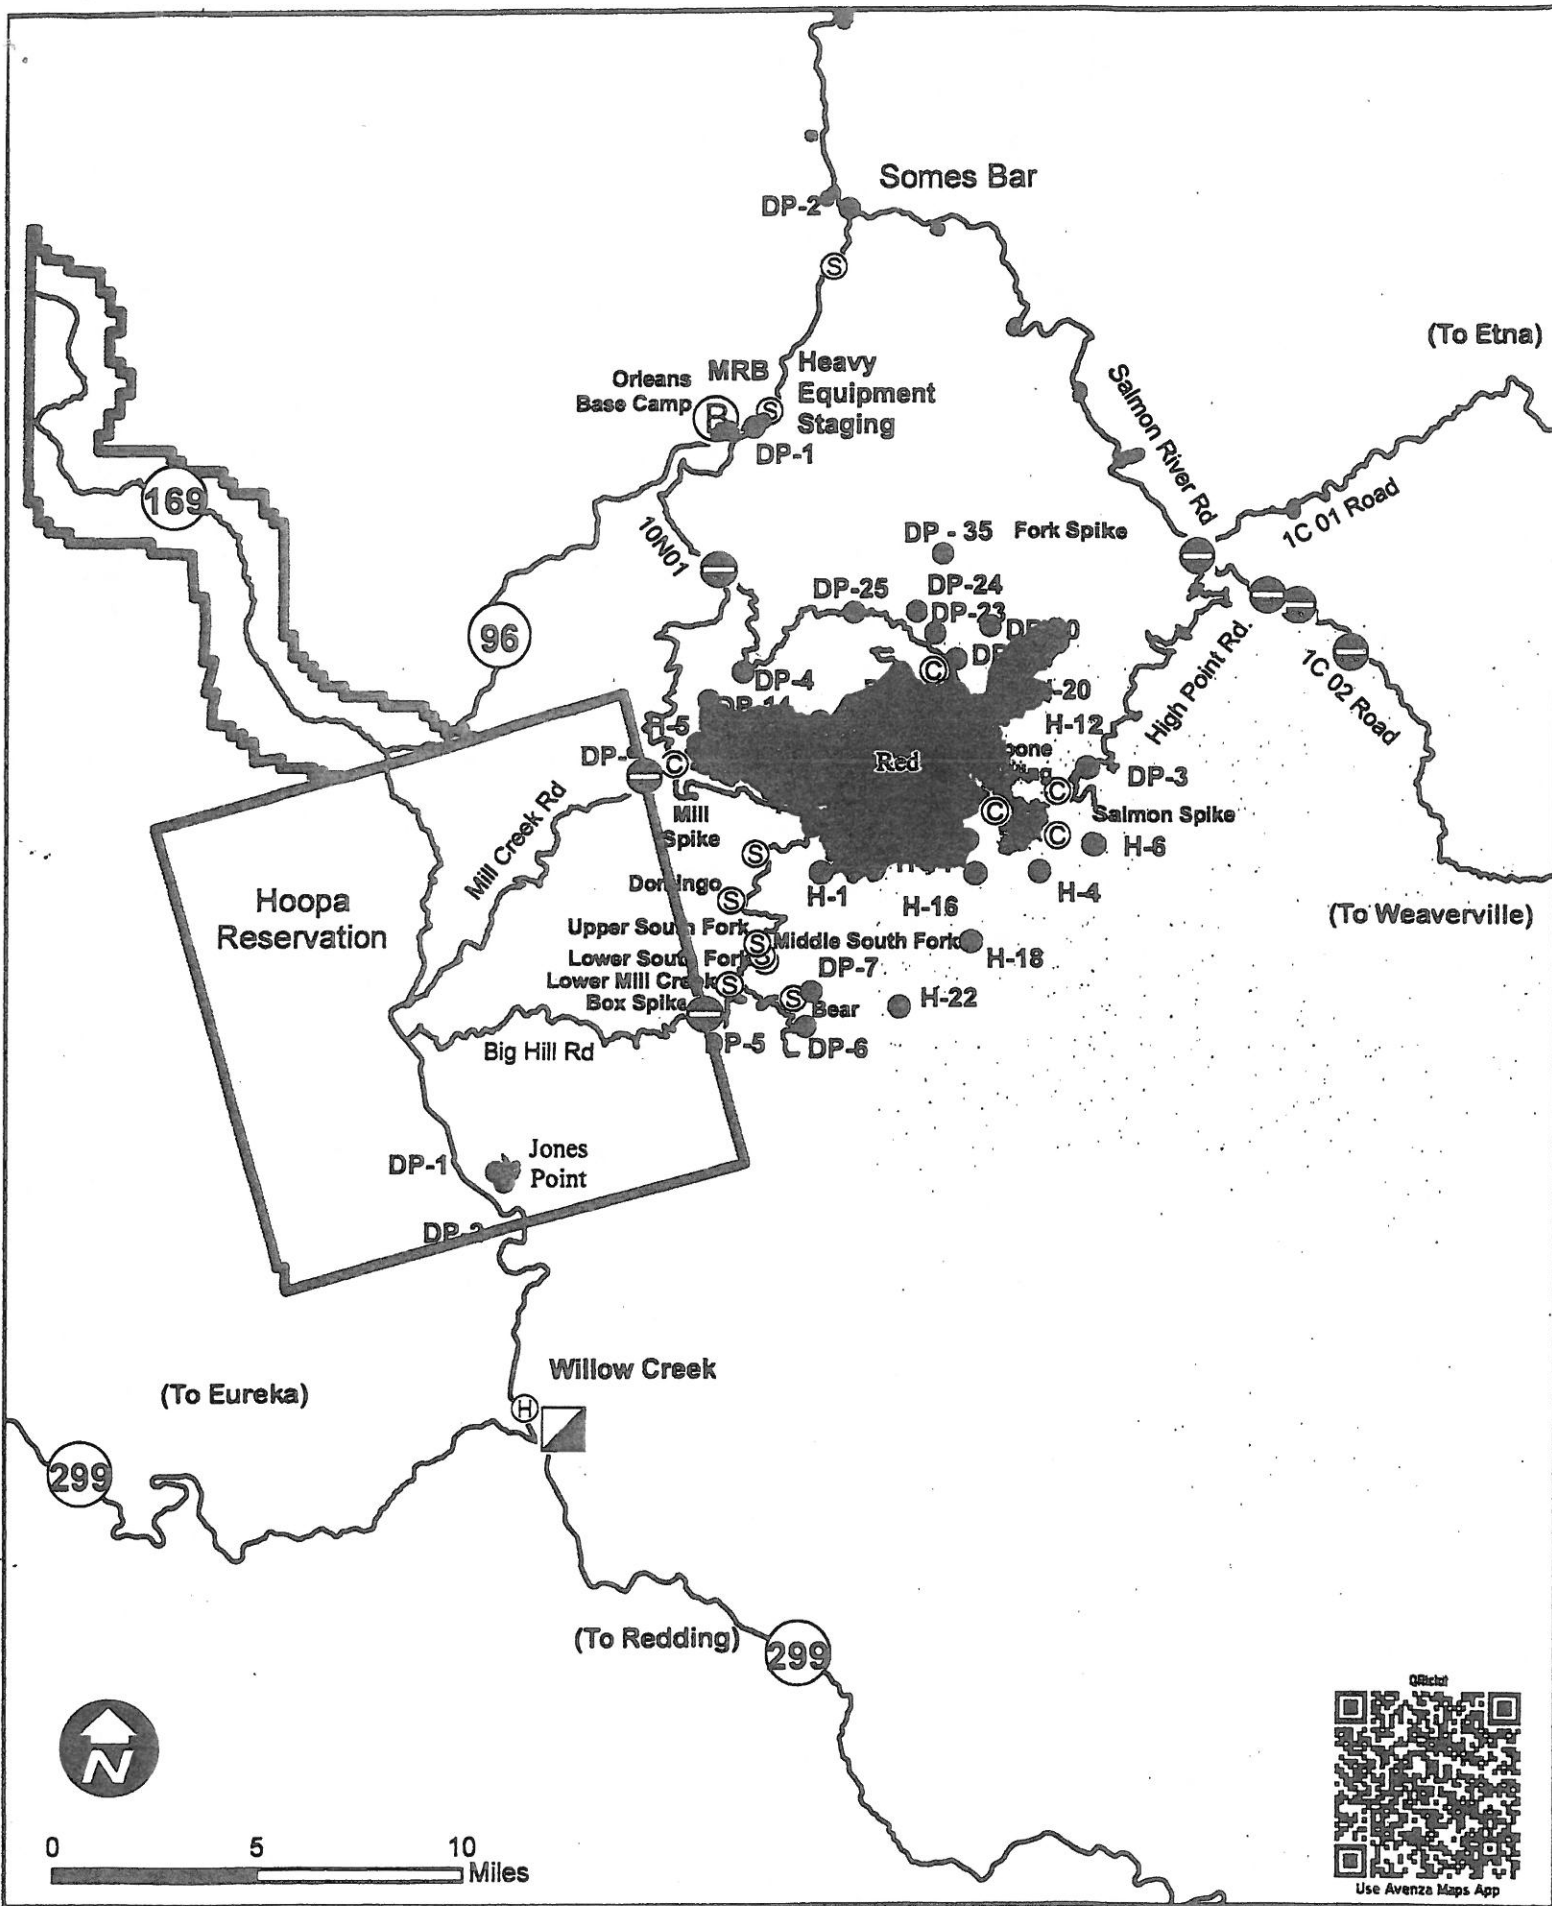 Somes Bar
DP-2
S
(To Etna)
MRB
Heavy
Equipment
Staging
Orleans
Base Camp
B
S
DP-1
Salmon River Rd
169
1C 01 Road
10N01
DP - 35
Fork Spike
DP-25
DP-24
DP-23
96
High Point Rd.
1C 02 Road
DP-4
C
H-5
H-12
Red
DP-3
C
Mill
Spike
C
C
Salmon Spike
C
H-6
Mill Creek Rd
S
Hoopa
Reservation
Domingo
S
H-1
H-16
H-4
(To Weaverville)
Upper South Fork
S
Middle South Fork
Lower South Fork
S
H-18
Lower Mill Creek
S
DP-7
Box Spike
S
Bear
H-22
Big Hill Rd
DP-6
Jones
Point
DP-1
Willow Creek
(To Eureka)
H
299
(To Redding)
299
N
0 5 10
Miles
Use Avenza Maps App